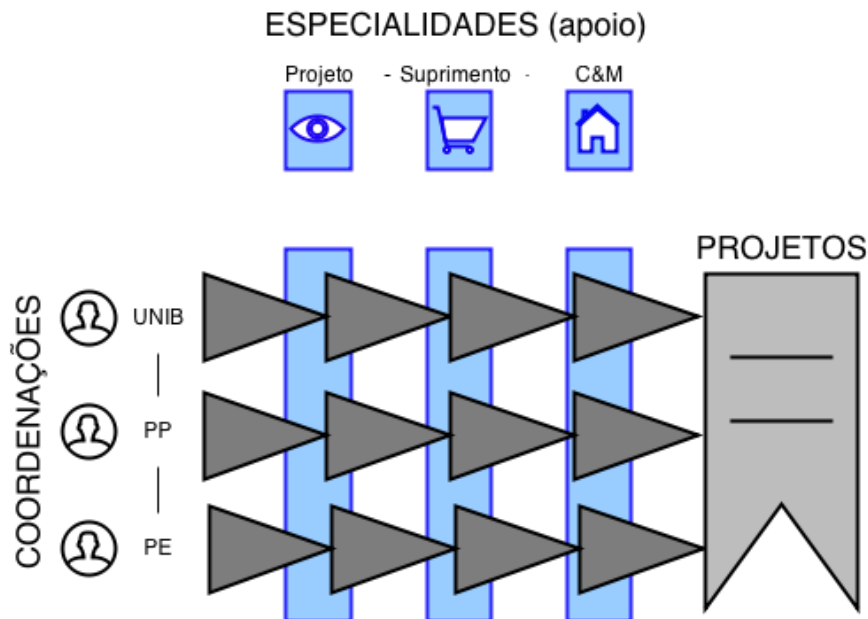 ESPECIALIDADES (apoio)
Projeto - Suprimento - C&M
PROJETOS
COORDENAÇÕES
UNIB
PP
PE